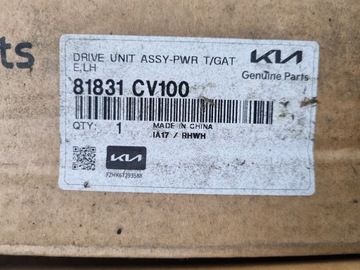 ts
DRIVE UNIT ASSY-PWR T/GAT
E,LH
KIA
Genuine Parts
81831 CV100
QTY: 1 MADE IN CHINA
IA17 / RHWH
KIA